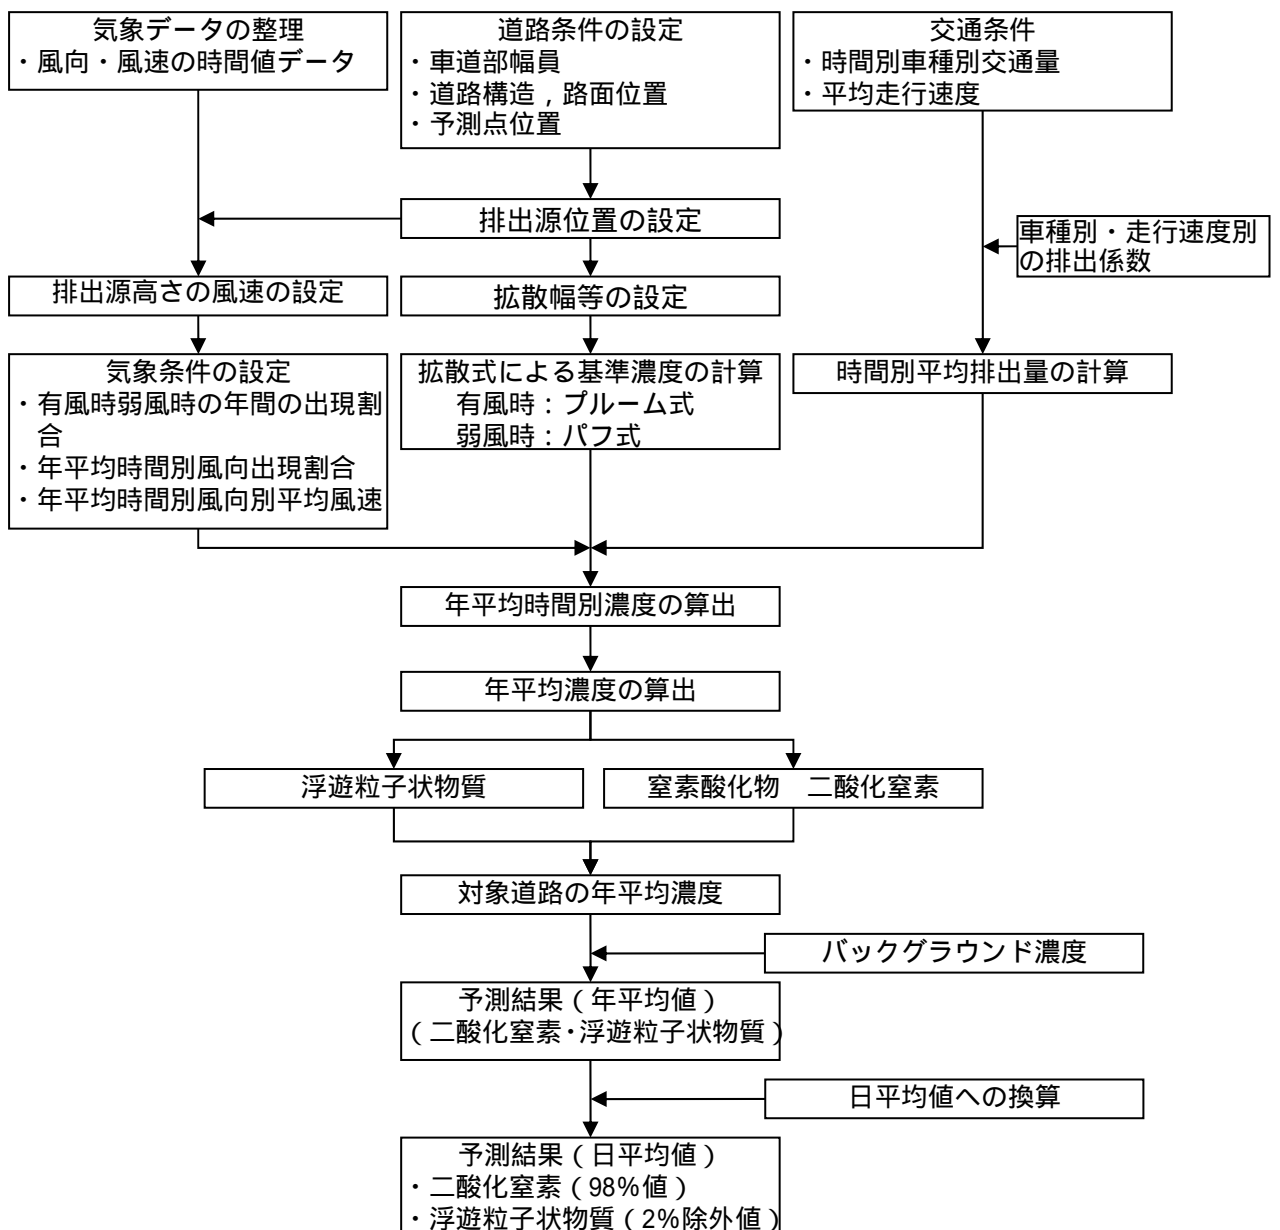 気象データの整理
・風向・風速の時間値データ
道路条件の設定
・車道部幅員
・道路構造，路面位置
・予測点位置
交通条件
・時間別車種別交通量
・平均走行速度
排出源位置の設定
車種別・走行速度別
の排出係数
排出源高さの風速の設定
拡散幅等の設定
気象条件の設定
・有風時弱風時の年間の出現割
合
・年平均時間別風向出現割合
・年平均時間別風向別平均風速
拡散式による基準濃度の計算
有風時：プルーム式
弱風時：パフ式
時間別平均排出量の計算
年平均時間別濃度の算出
年平均濃度の算出
浮遊粒子状物質
窒素酸化物　二酸化窒素
対象道路の年平均濃度
バックグラウンド濃度
予測結果（年平均値）
（二酸化窒素・浮遊粒子状物質）
日平均値への換算
予測結果（日平均値）
・二酸化窒素（98%値）
・浮遊粒子状物質（2%除外値）